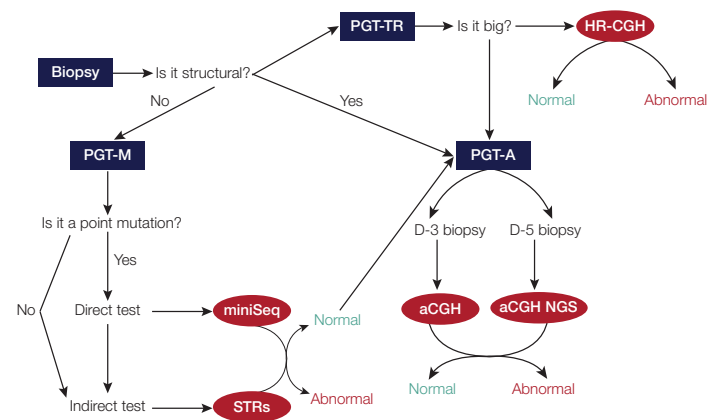 PGT-TR
Is it big?
HR-CGH
Biopsy
Is it structural?
No
Yes
Normal
Abnormal
PGT-M
PGT-A
Is it a point mutation?
D-3 biopsy
D-5 biopsy
Yes
No
Direct test
miniSeq
Normal
aCGH
aCGH NGS
Indirect test
STRs
Abnormal
Normal
Abnormal